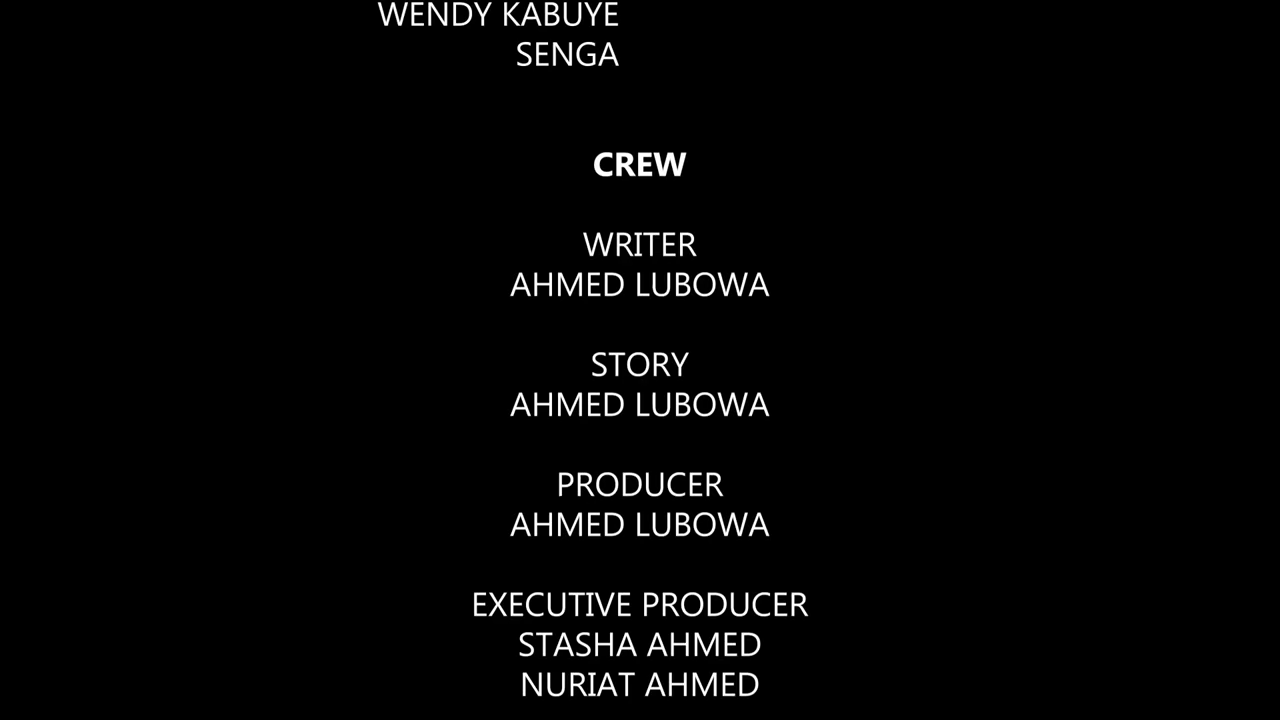 WENDY KABUYE
SENGA
CREW
WRITER
AHMED LUBOWA
STORY
AHMED LUBOWA
PRODUCER
AHMED LUBOWA
EXECUTIVE PRODUCER
STASHA AHMED
NURIAT AHMED